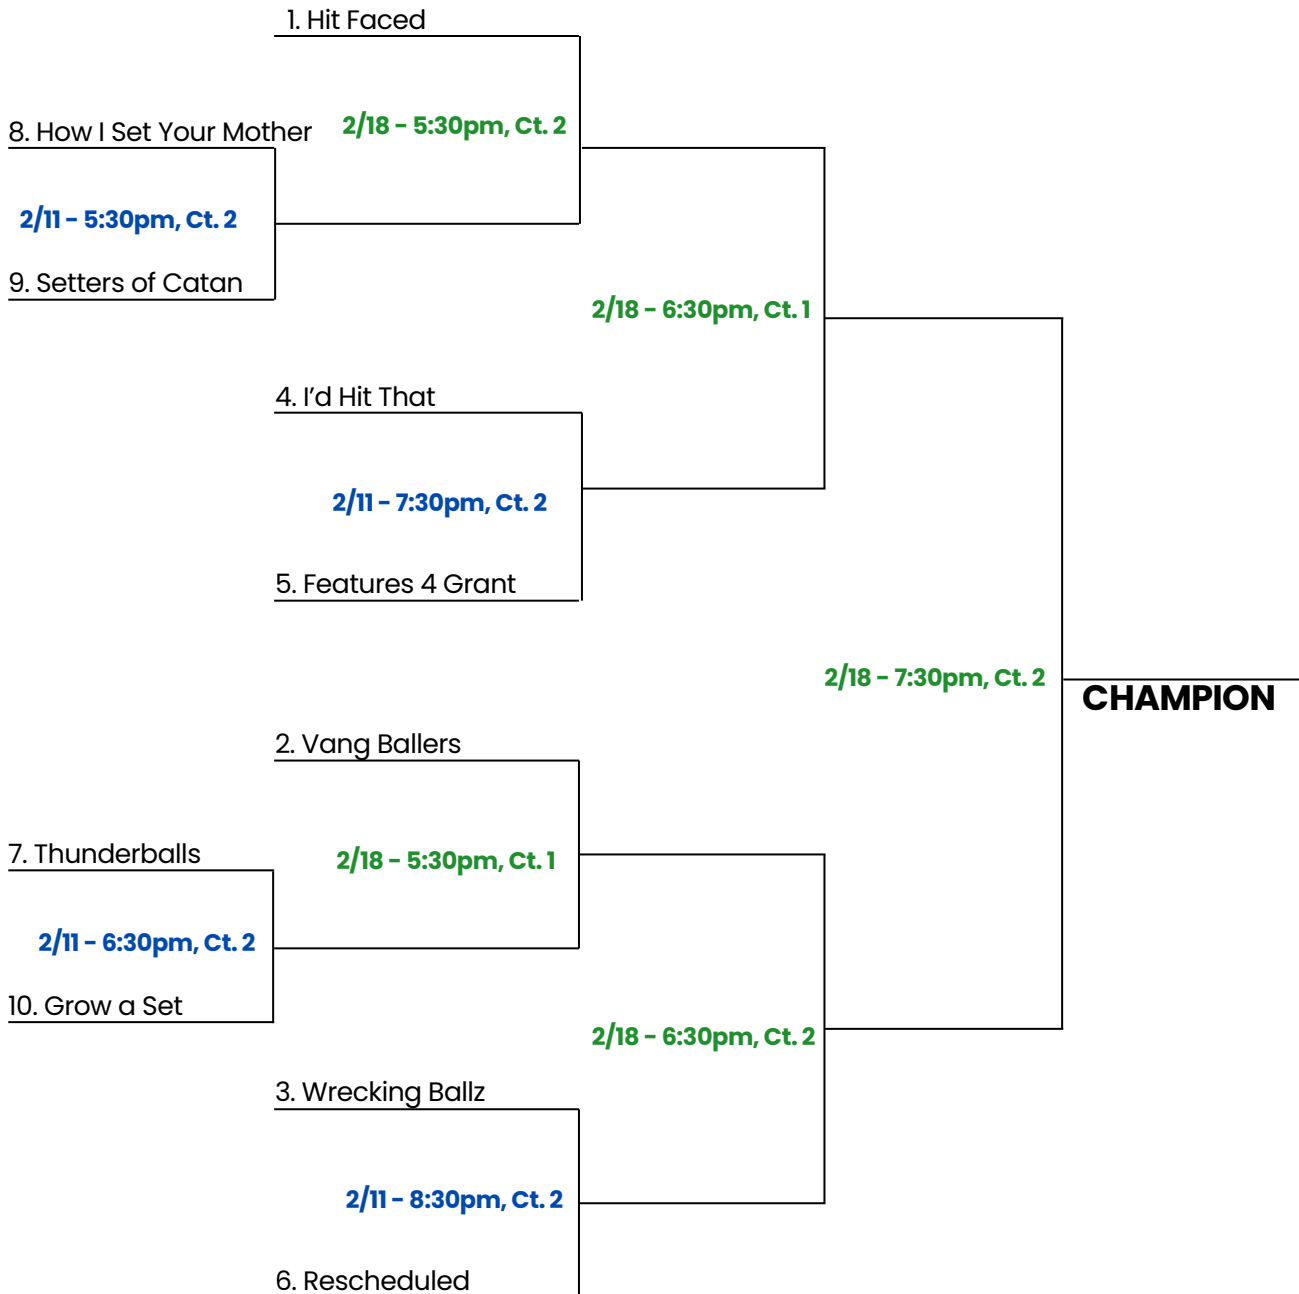 1. Hit Faced
8. How I Set Your Mother
2/18 - 5:30pm, Ct. 2
2/11 - 5:30pm, Ct. 2
9. Setters of Catan
2/18 - 6:30pm, Ct. 1
4. I’d Hit That
2/11 - 7:30pm, Ct. 2
5. Features 4 Grant
2/18 - 7:30pm, Ct. 2
CHAMPION
2. Vang Ballers
7. Thunderballs
2/18 - 5:30pm, Ct. 1
2/11 - 6:30pm, Ct. 2
10. Grow a Set
2/18 - 6:30pm, Ct. 2
3. Wrecking Ballz
2/11 - 8:30pm, Ct. 2
6. Rescheduled